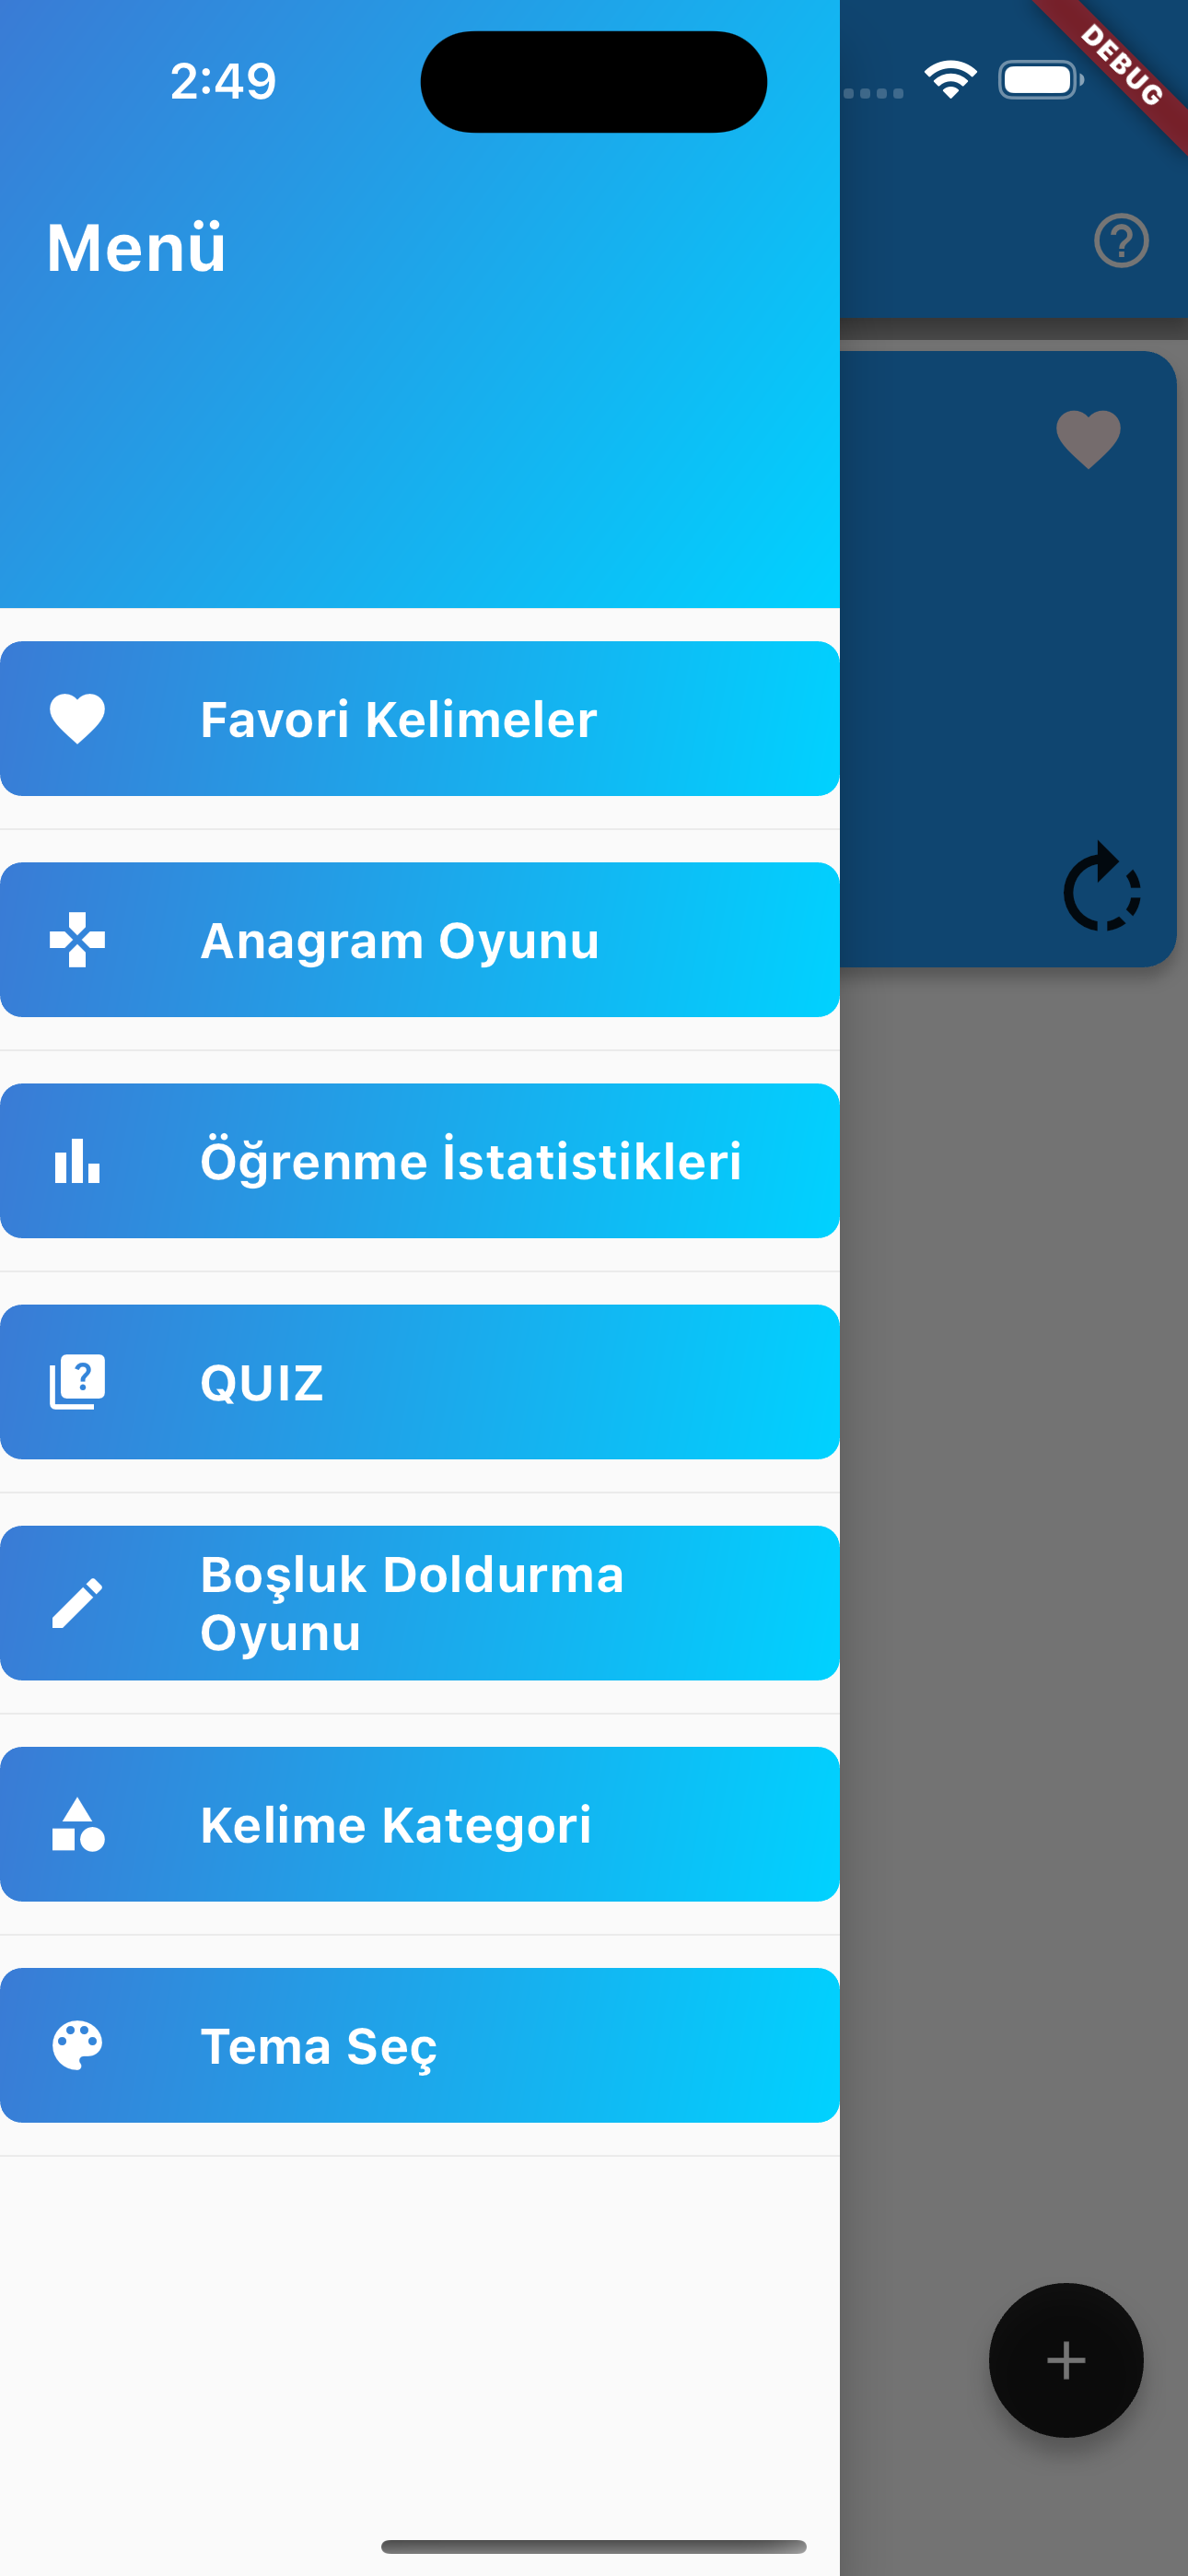 2:49
DEBUG
Menü
Favori Kelimeler
Anagram Oyunu
Öğrenme İstatistikleri
QUIZ
Boşluk Doldurma
Oyunu
Kelime Kategori
Tema Seç